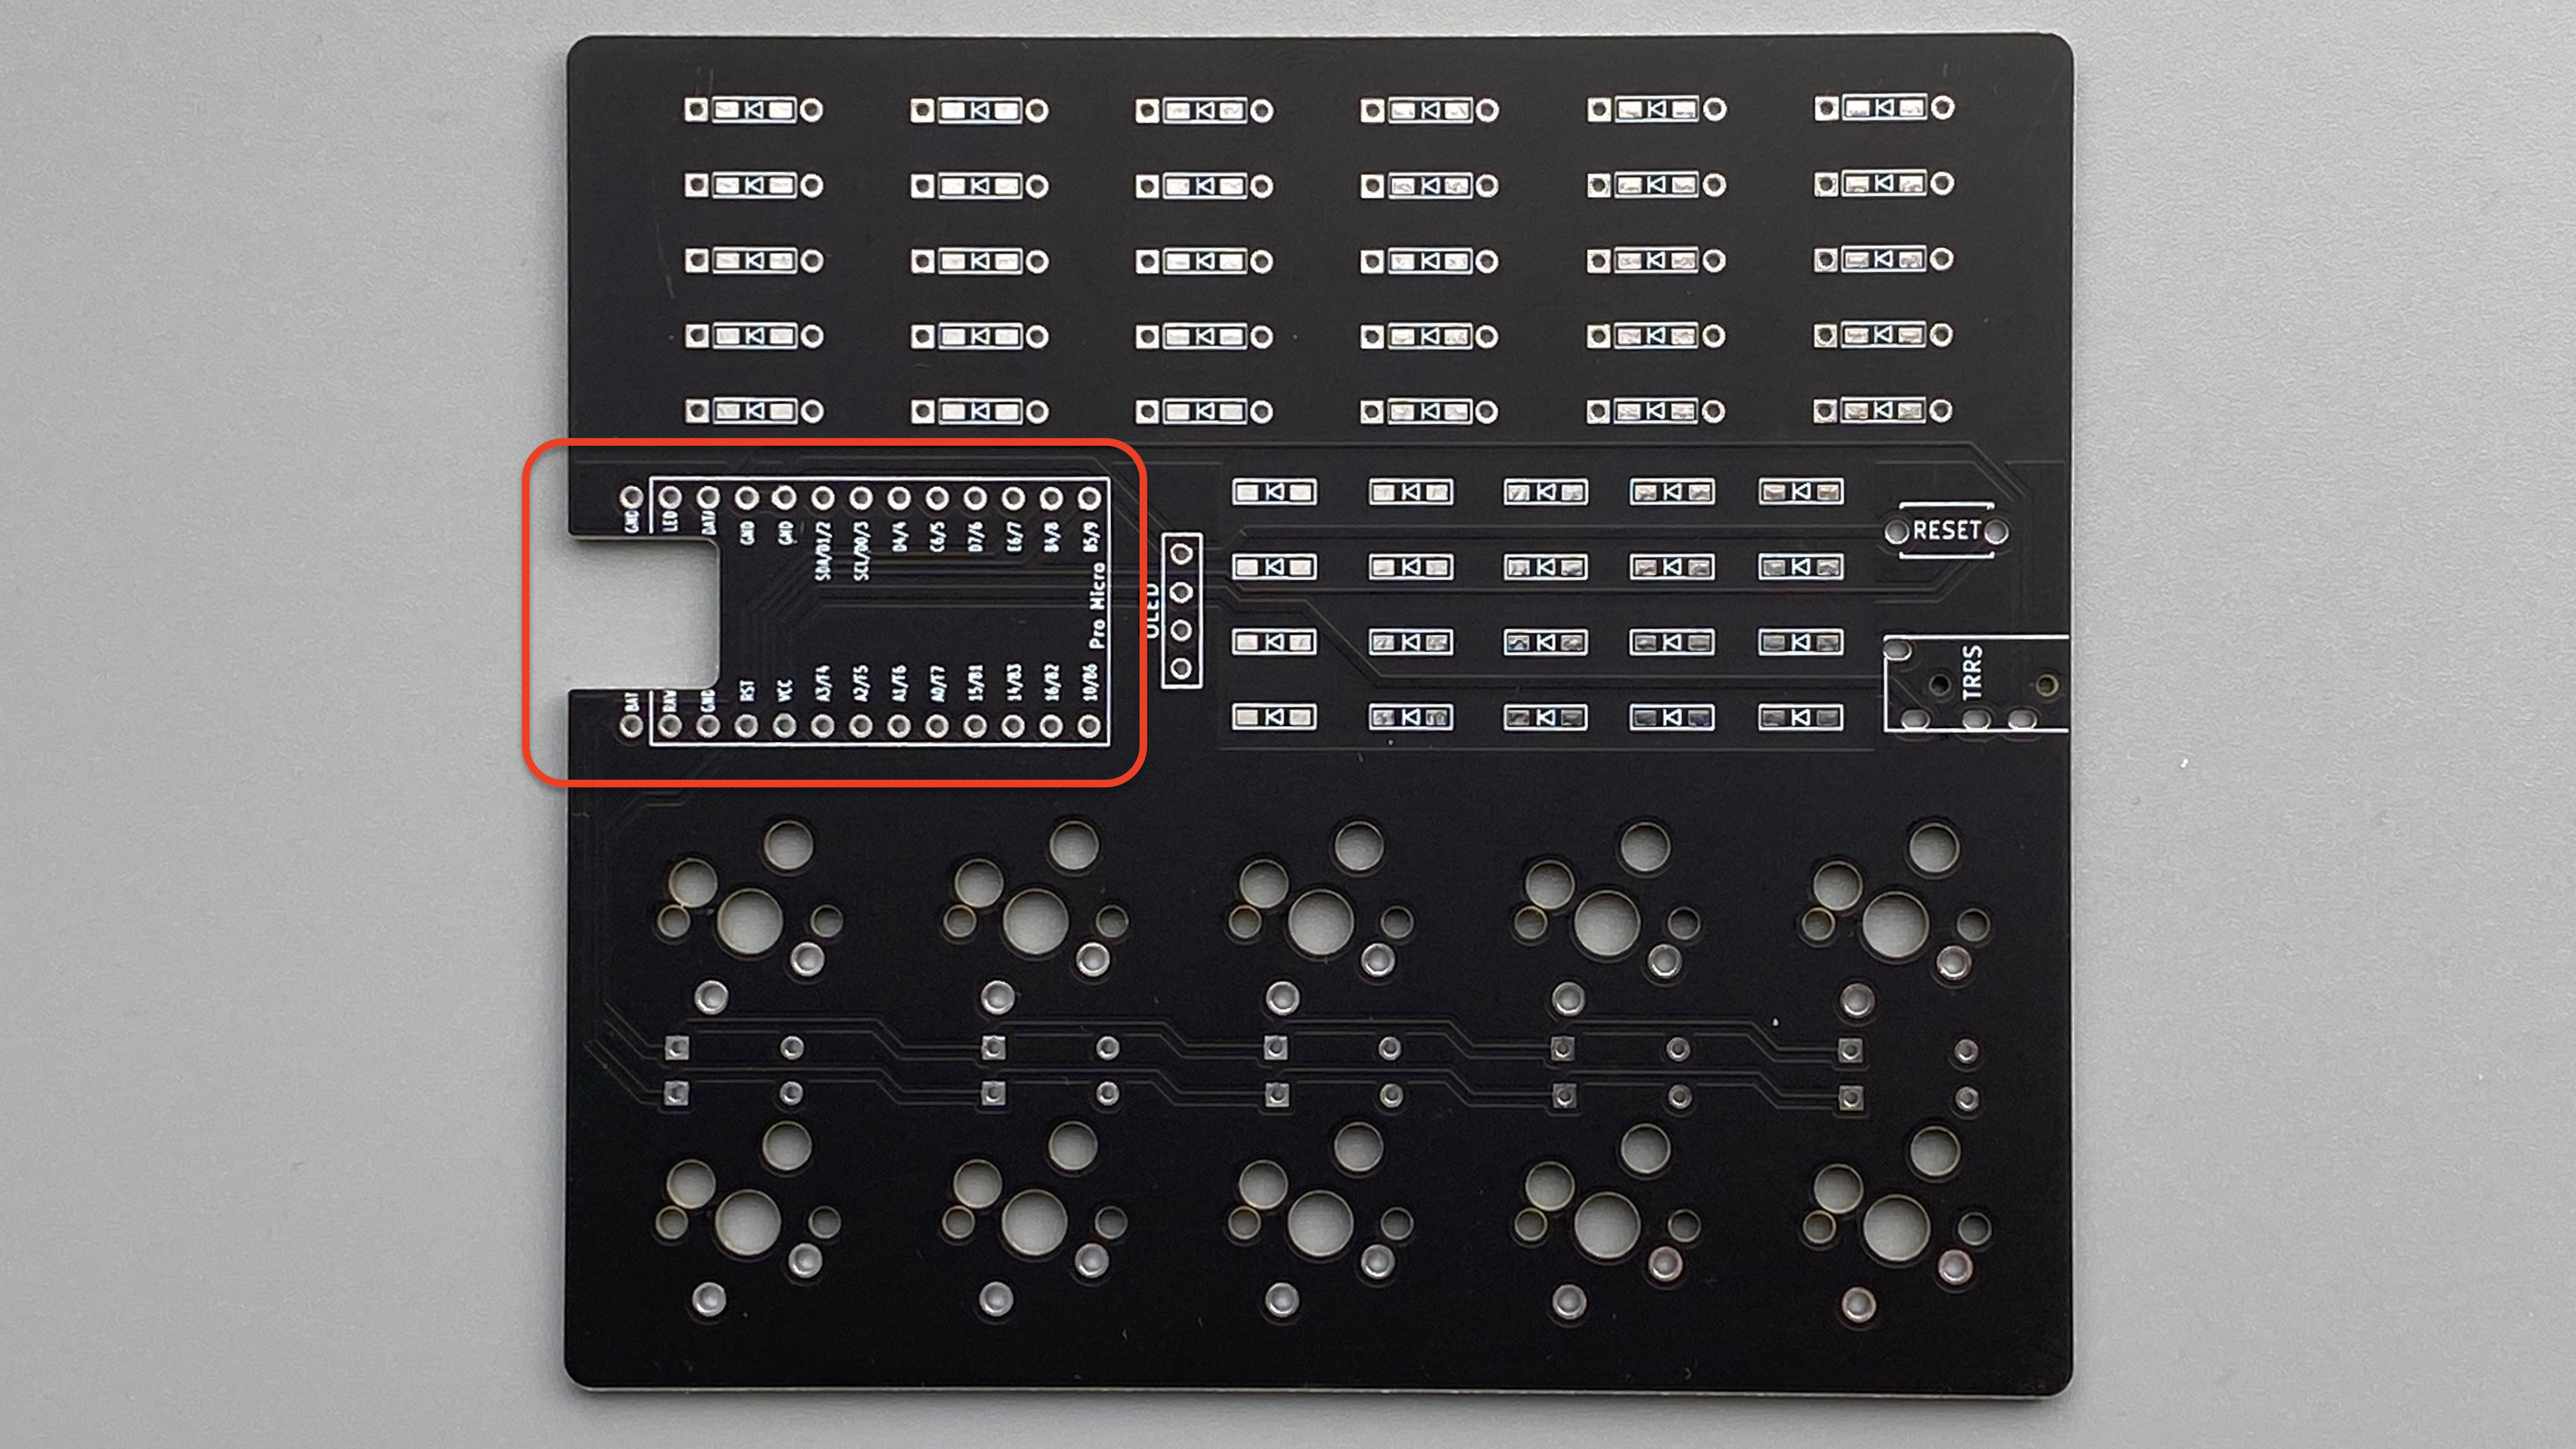 GND
LED
DATA
GND
GND
SDA/D1/2
SCL/D0/3
D4/4
C6/5
D7/6
E6/7
B4/8
B5/9
Pro Micro
BAT
RAW
GND
RST
VCC
A3/F4
A2/F5
A1/F6
A0/F7
15/B1
14/B3
16/B2
10/B6
OLED
RESET
TRRS